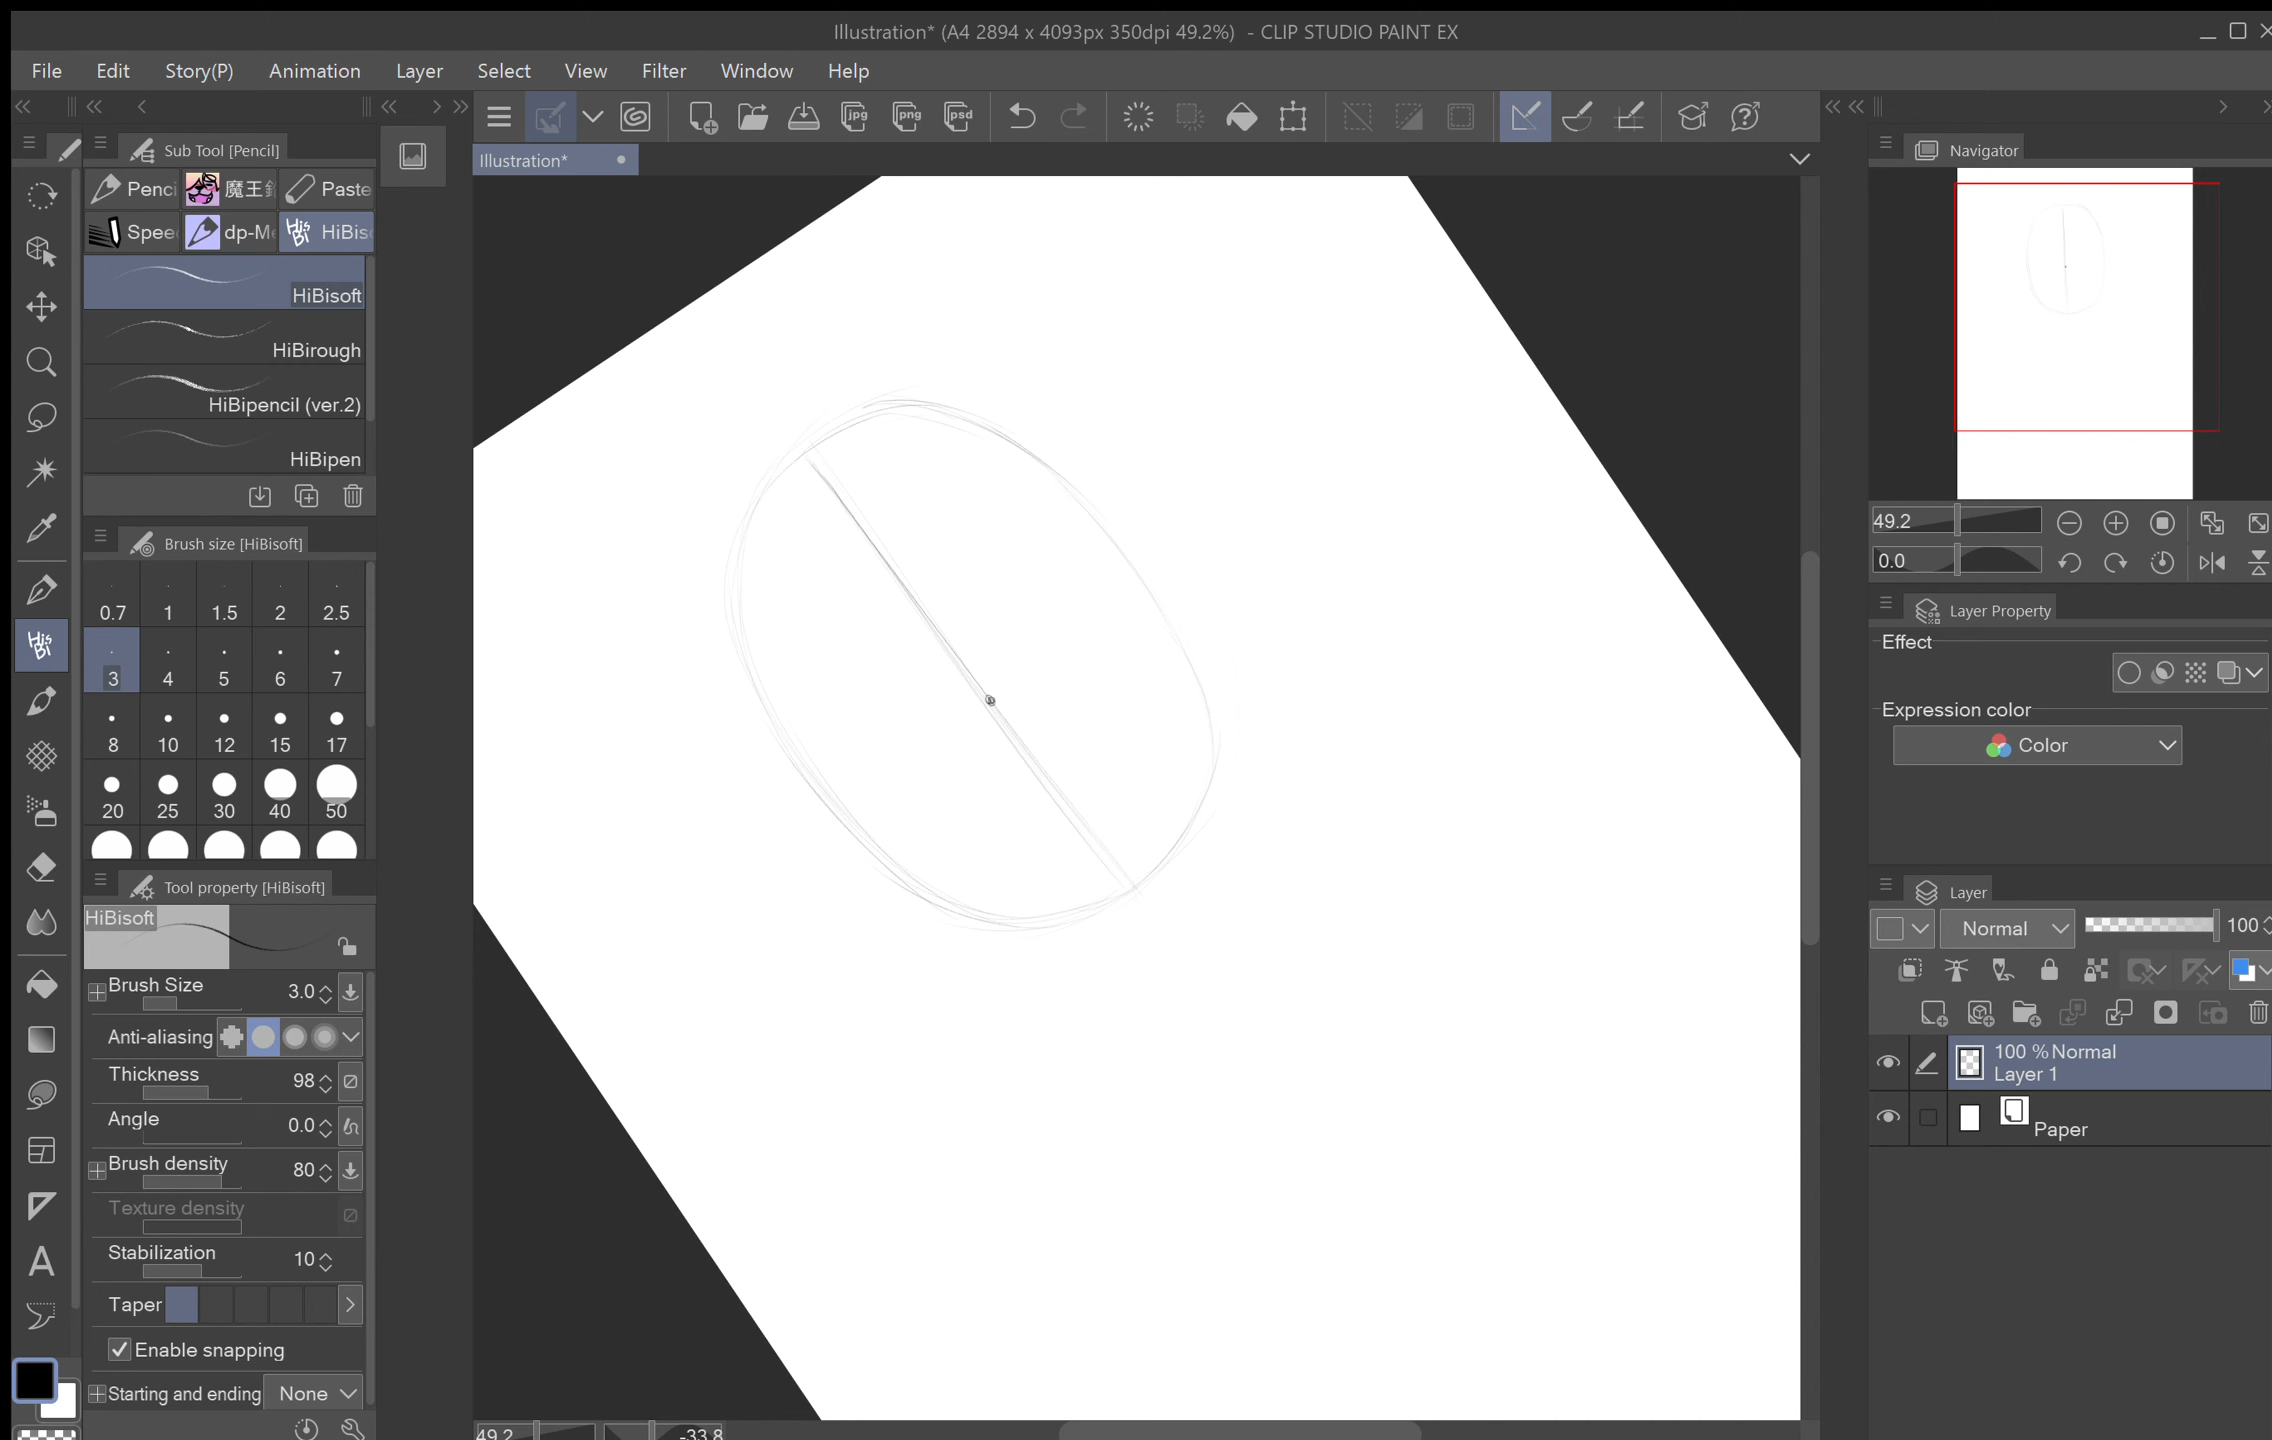 Illustration* (A4 2894 x 4093px 350dpi 49.2%) - CLIP STUDIO PAINT EX
File Edit Story(P) Animation Layer Select View Filter Window Help
jpg png psd
Illustration*
Sub Tool [Pencil]
Penci 魔王 Paste
Spee dp-M HiBis
HiBisoft
HiBirough
HiBipencil (ver.2)
HiBipen
Brush size [HiBisoft]
0.7 1 1.5 2 2.5
3 4 5 6 7
8 10 12 15 17
20 25 30 40 50
Tool property [HiBisoft]
HiBisoft
Brush Size 3.0
Anti-aliasing
Thickness 98
Angle 0.0
Brush density 80
Texture density
Stabilization 10
Taper
Enable snapping
Starting and ending None
49.2 -33.8
Navigator
49.2
0.0
Layer Property
Effect
Expression color
Color
Layer
Normal 100
100 %Normal
Layer 1
Paper